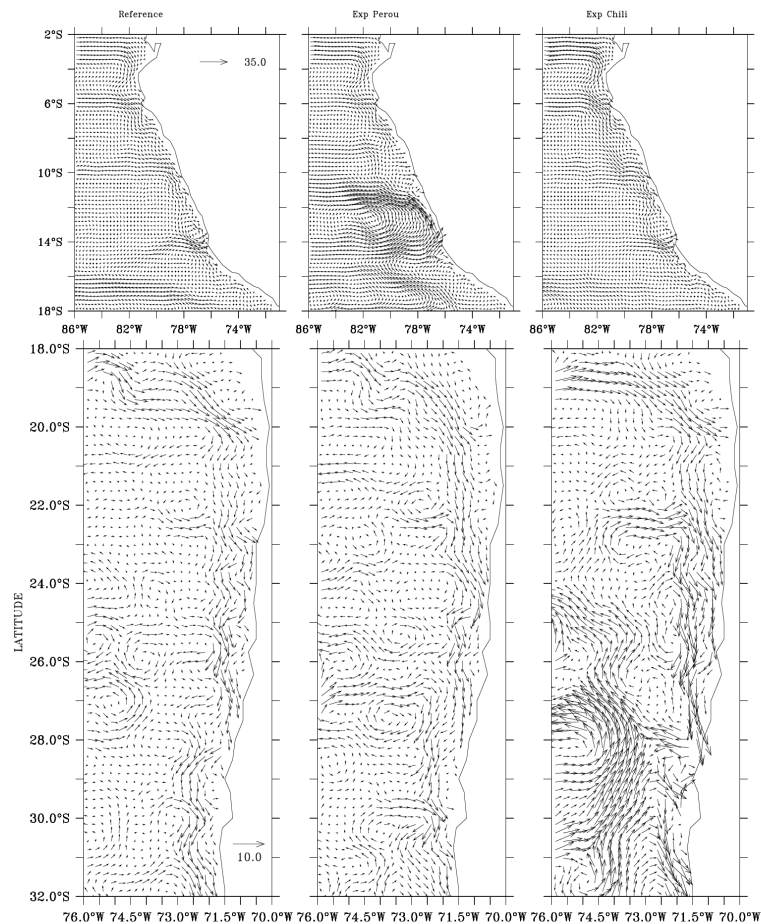 Reference Exp Perou Exp Chili
2°S
35.0
6°S
10°S
14°S
18°S
86°W 82°W 78°W 74°W 86°W 82°W 78°W 74°W 86°W 82°W 78°W 74°W
18.0°S
20.0°S
22.0°S
24.0°S
LATITUDE
26.0°S
28.0°S
30.0°S
10.0
32.0°S
76.0°W 74.5°W 73.0°W 71.5°W 70.0°W 76.0°W 74.5°W 73.0°W 71.5°W 70.0°W 76.0°W 74.5°W 73.0°W 71.5°W 70.0°W